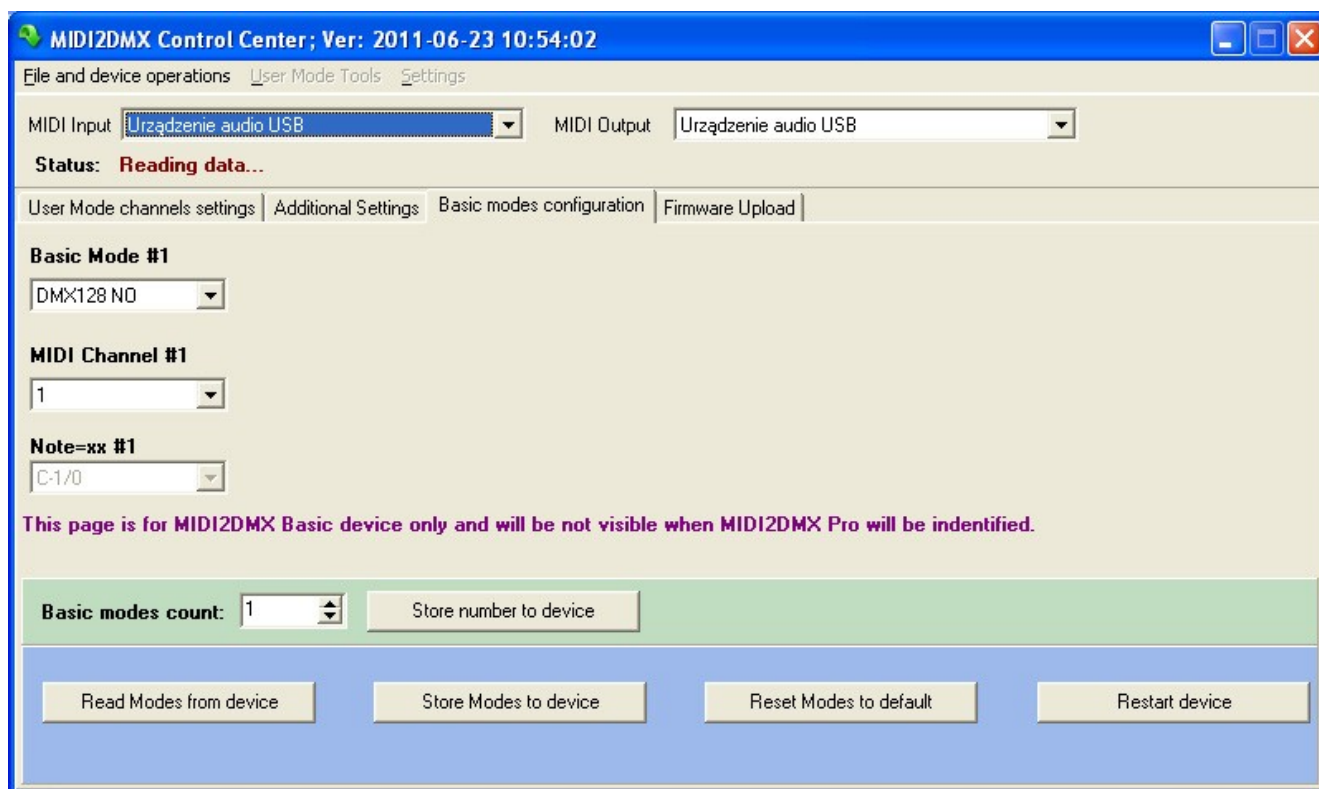 MIDI2DMX Control Center; Ver: 2011-06-23 10:54:02
File and device operations User Mode Tools Settings
MIDI Input Urządzenie audio USB MIDI Output Urządzenie audio USB
Status: Reading data...
User Mode channels settings Additional Settings Basic modes configuration Firmware Upload
Basic Mode #1
DMX128 NO
MIDI Channel #1
1
Note=xx #1
C-1/0
This page is for MIDI2DMX Basic device only and will be not visible when MIDI2DMX Pro will be indentified.
Basic modes count: 1 Store number to device
Read Modes from device Store Modes to device Reset Modes to default Restart device